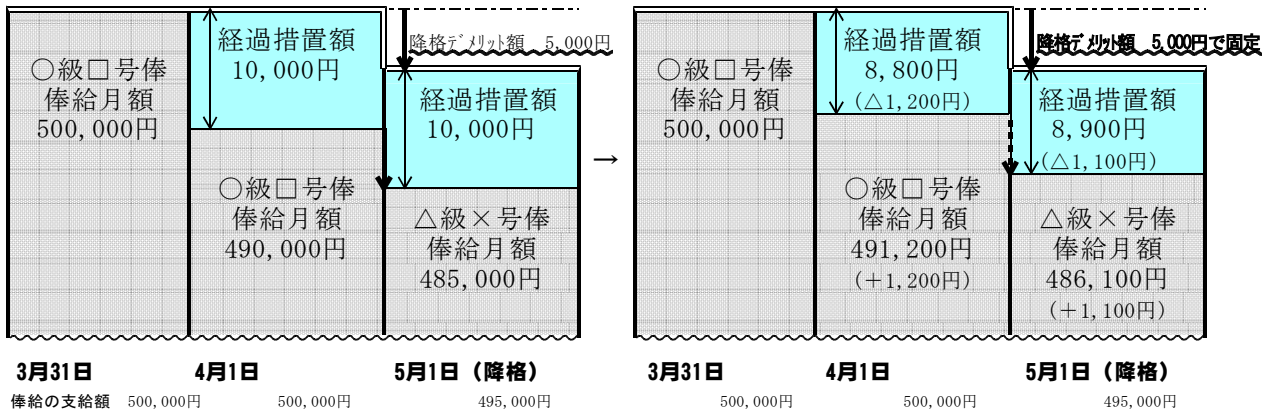 ○級□号俸
俸給月額
500,000円
経過措置額
10,000円
○級□号俸
俸給月額
490,000円
降格デメリット額　5,000円
経過措置額
10,000円
△級×号俸
俸給月額
485,000円
→
○級□号俸
俸給月額
500,000円
経過措置額
8,800円
(△1,200円)
○級□号俸
俸給月額
491,200円
(＋1,200円)
降格デメリット額　5,000円で固定
経過措置額
8,900円
(△1,100円)
△級×号俸
俸給月額
486,100円
(＋1,100円)
3月31日　4月1日　5月1日（降格）　3月31日　4月1日　5月1日（降格）
俸給の支給額　500,000円　500,000円　495,000円　500,000円　500,000円　495,000円